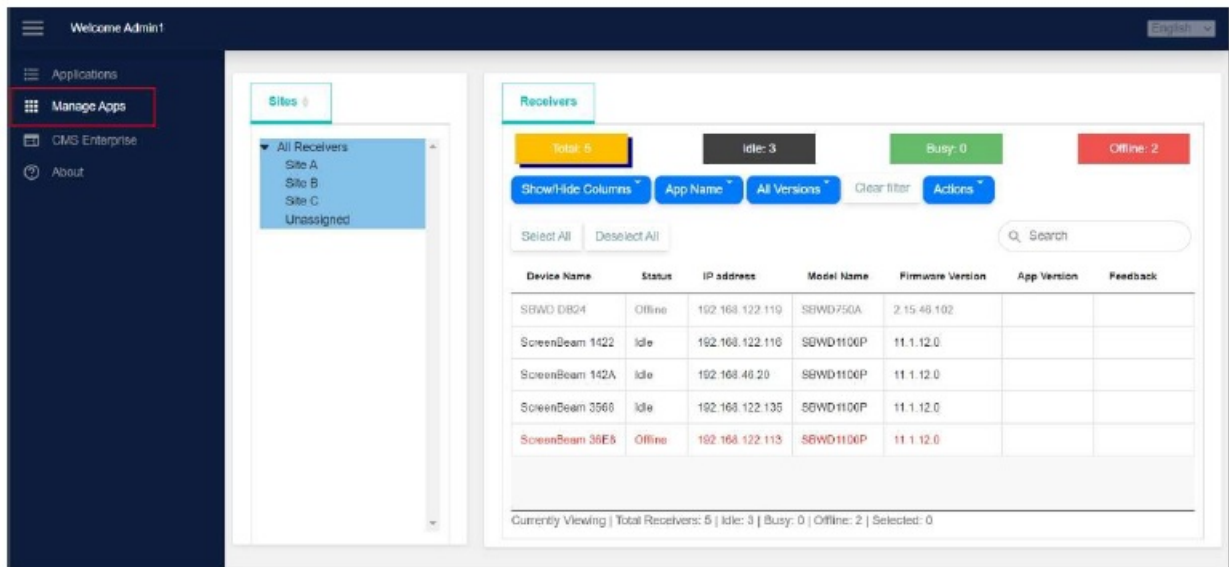 Welcome Admin1
English
Applications
Manage Apps
CMS Enterprise
About
Sites
All Receivers
Site A
Site B
Site C
Unassigned
Receivers
Total: 5 Idle: 3 Busy: 0 Offline: 2
Show/Hide Columns App Name All Versions Clear filter Actions
Select All Deselect All Search
Device Name Status IP address Model Name Firmware Version App Version Feedback
SBWD DB24 Offline 192.168.122.119 SBWD750A 2.15.46.102
ScreenBeam 1422 Idle 192.168.122.116 SBWD1100P 11.1.12.0
ScreenBeam 142A Idle 192.168.46.20 SBWD1100P 11.1.12.0
ScreenBeam 3568 Idle 192.168.122.135 SBWD1100P 11.1.12.0
ScreenBeam 36E8 Offline 192.168.122.113 SBWD1100P 11.1.12.0
Currently Viewing | Total Receivers: 5 | Idle: 3 | Busy: 0 | Offline: 2 | Selected: 0